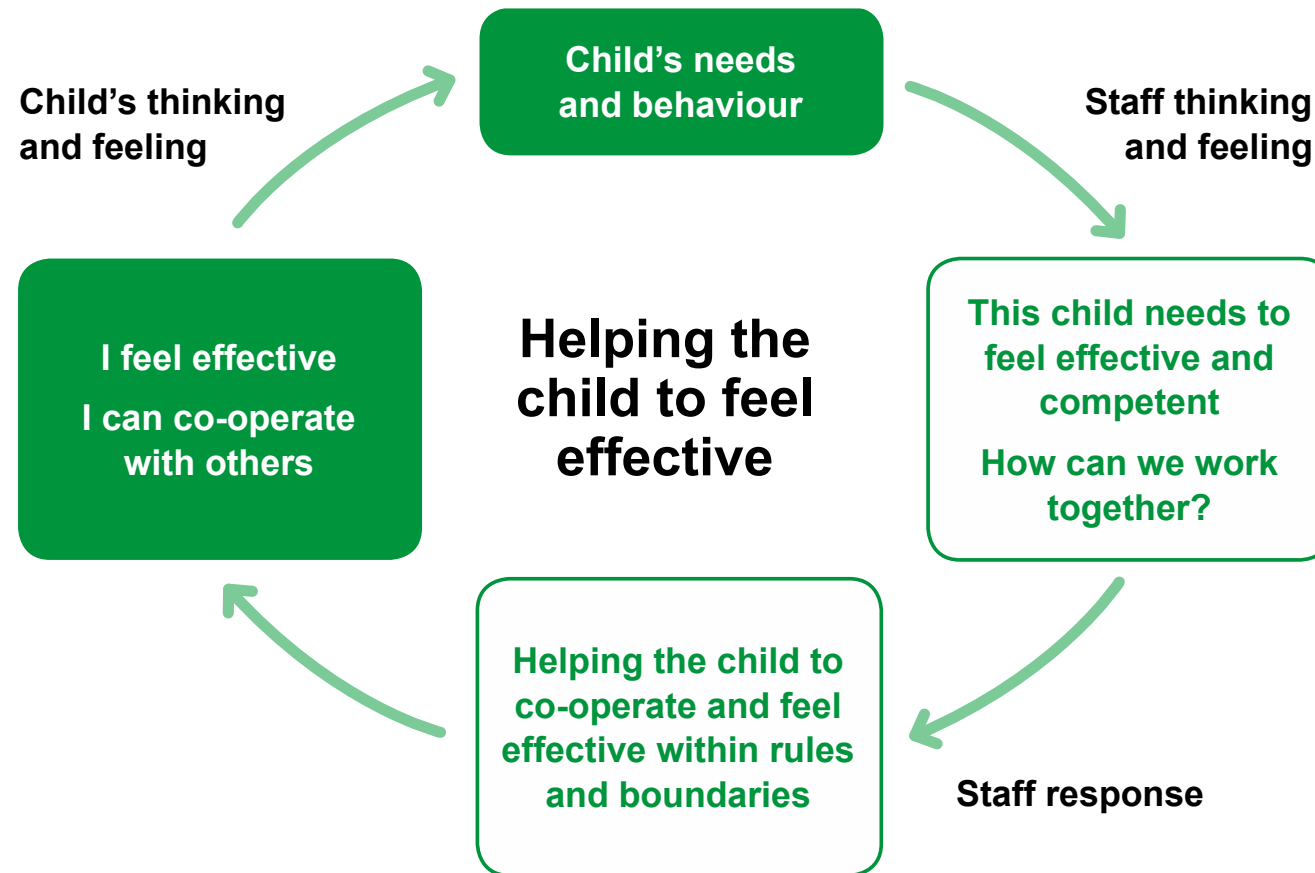 Child’s needs
and behaviour
Child’s thinking
and feeling
Staff thinking
and feeling
I feel effective
I can co-operate
with others
Helping the
child to feel
effective
This child needs to
feel effective and
competent
How can we work
together?
Helping the child to
co-operate and feel
effective within rules
and boundaries
Staff response